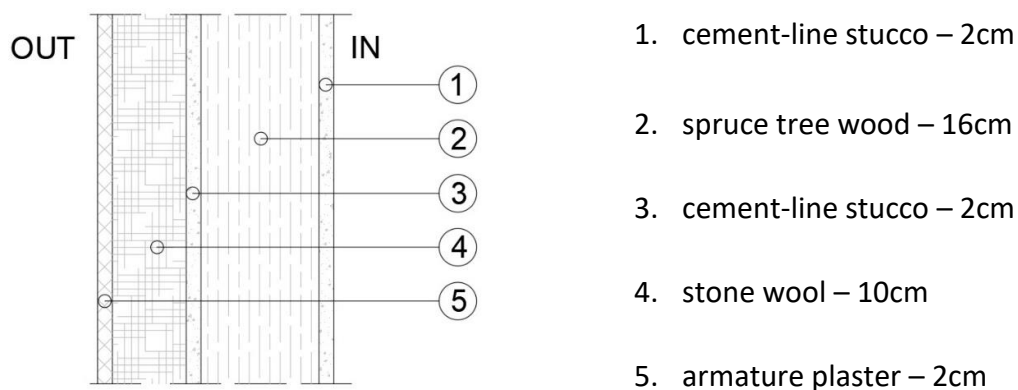 OUT
IN
1
2
3
4
5
1. cement-line stucco – 2cm
2. spruce tree wood – 16cm
3. cement-line stucco – 2cm
4. stone wool – 10cm
5. armature plaster – 2cm